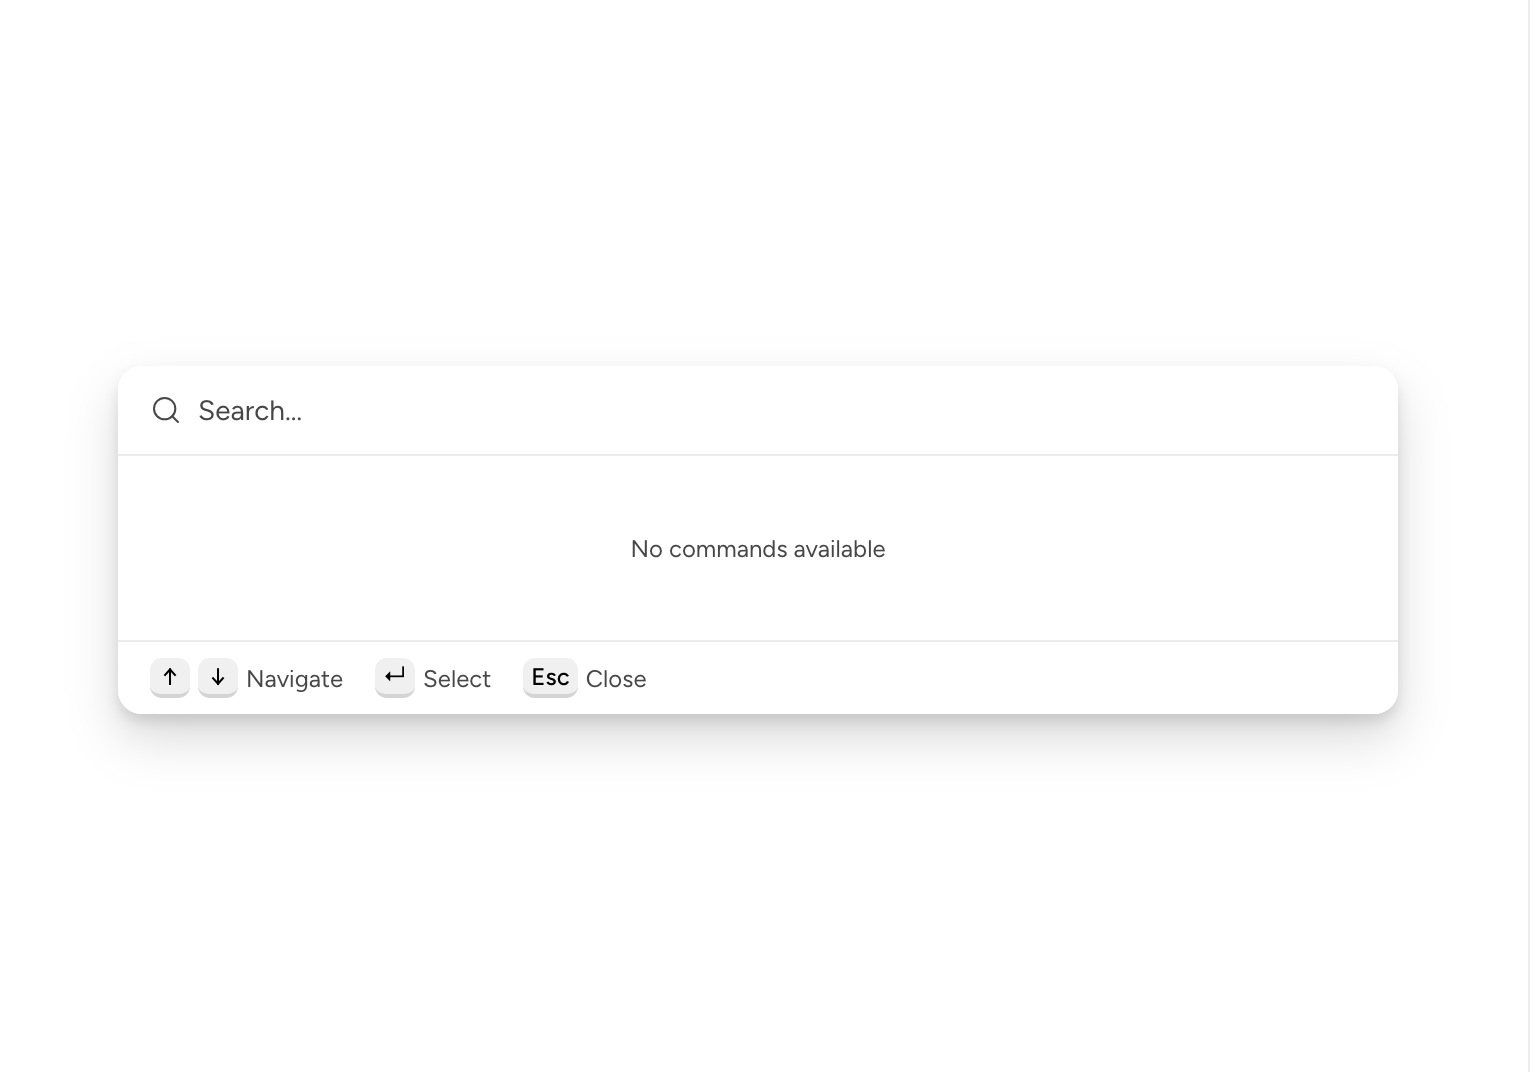 Search...
No commands available
↑ ↓ Navigate ↵ Select Esc Close